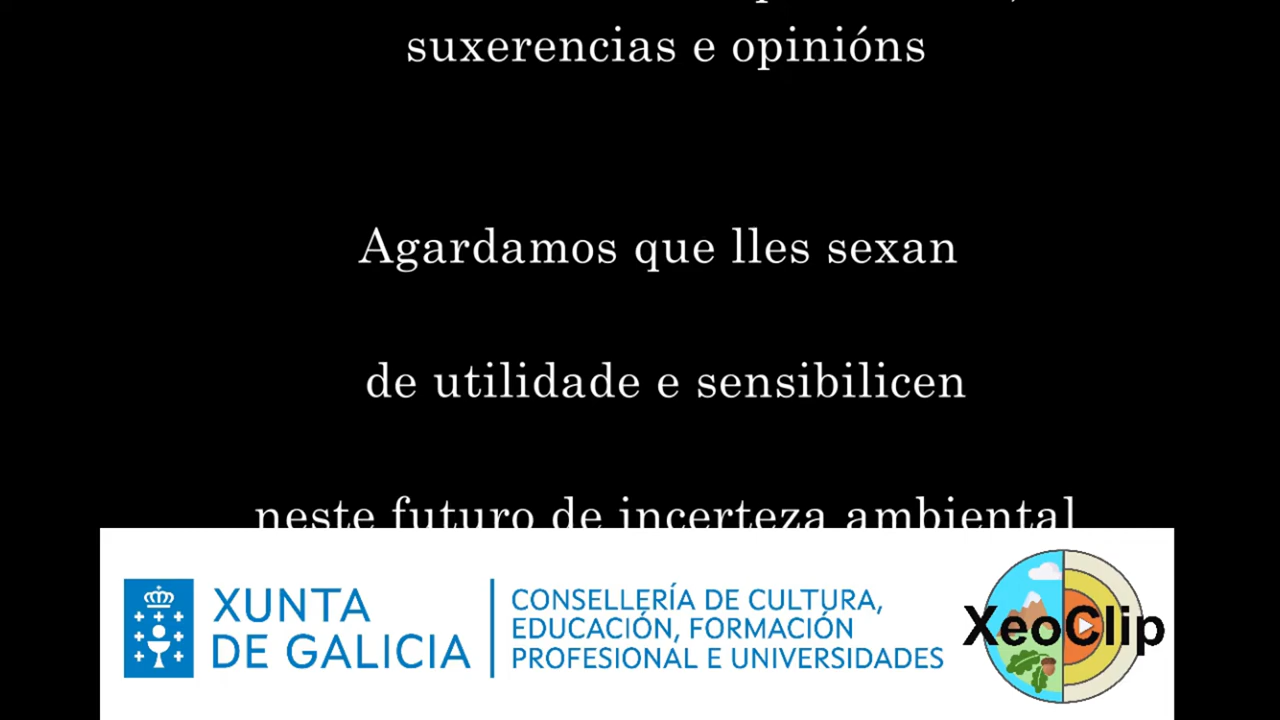 suxerencias e opinións
Agardamos que lles sexan
de utilidade e sensibilicen
neste futuro de incerteza ambiental
XUNTA
DE GALICIA
CONSELLERÍA DE CULTURA,
EDUCACIÓN, FORMACIÓN
PROFESIONAL E UNIVERSIDADES
XeoClip